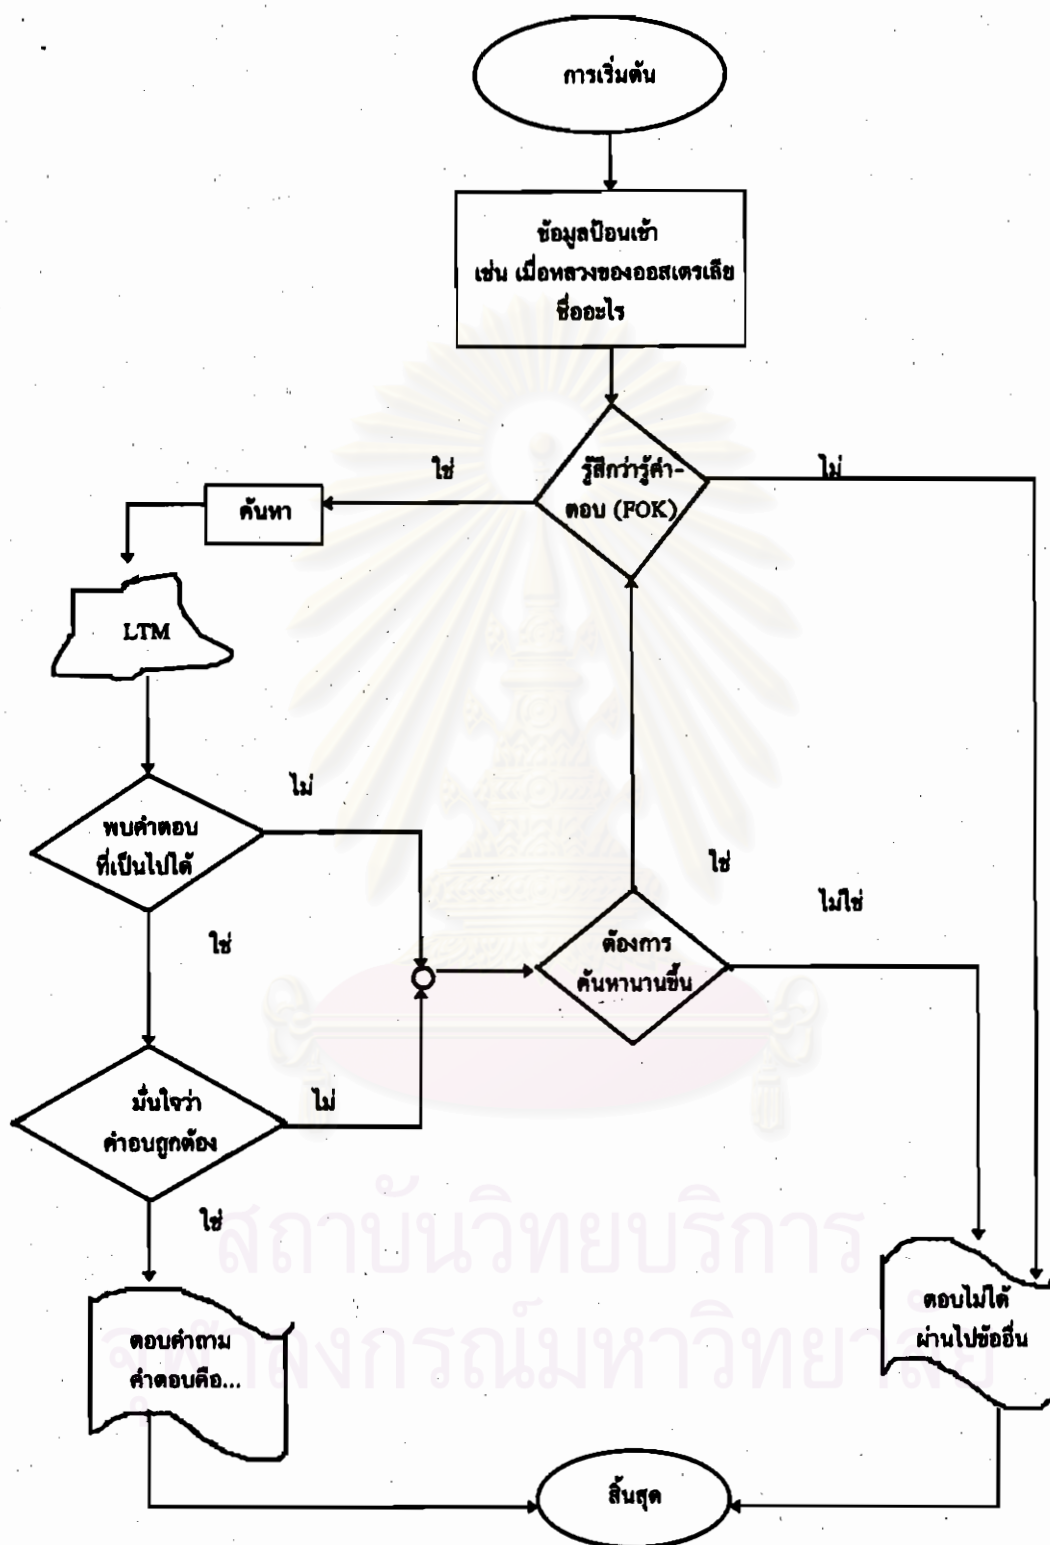 การเริ่มต้น
ข้อมูลป้อนเข้า
เช่น เมื่อหลวงของออสเตรเลีย
ชื่ออะไร
ใช่
รู้สึกว่ารู้คำ-
ตอบ (FOK)
ไม่
ค้นหา
LTM
ไม่
พบคำตอบ
ที่เป็นไปได้
ใช่
ใช่
ไม่ใช่
ต้องการ
ค้นหานานขึ้น
มั่นใจว่า
คำอบถูกต้อง
ไม่
ใช่
สถาบันวิทยบริการ
จุฬาลงกรณ์มหาวิทยาลัย
ตอบคำถาม
คำตอบคือ...
ตอบไม่ได้
ผ่านไปข้ออื่น
สิ้นสุด